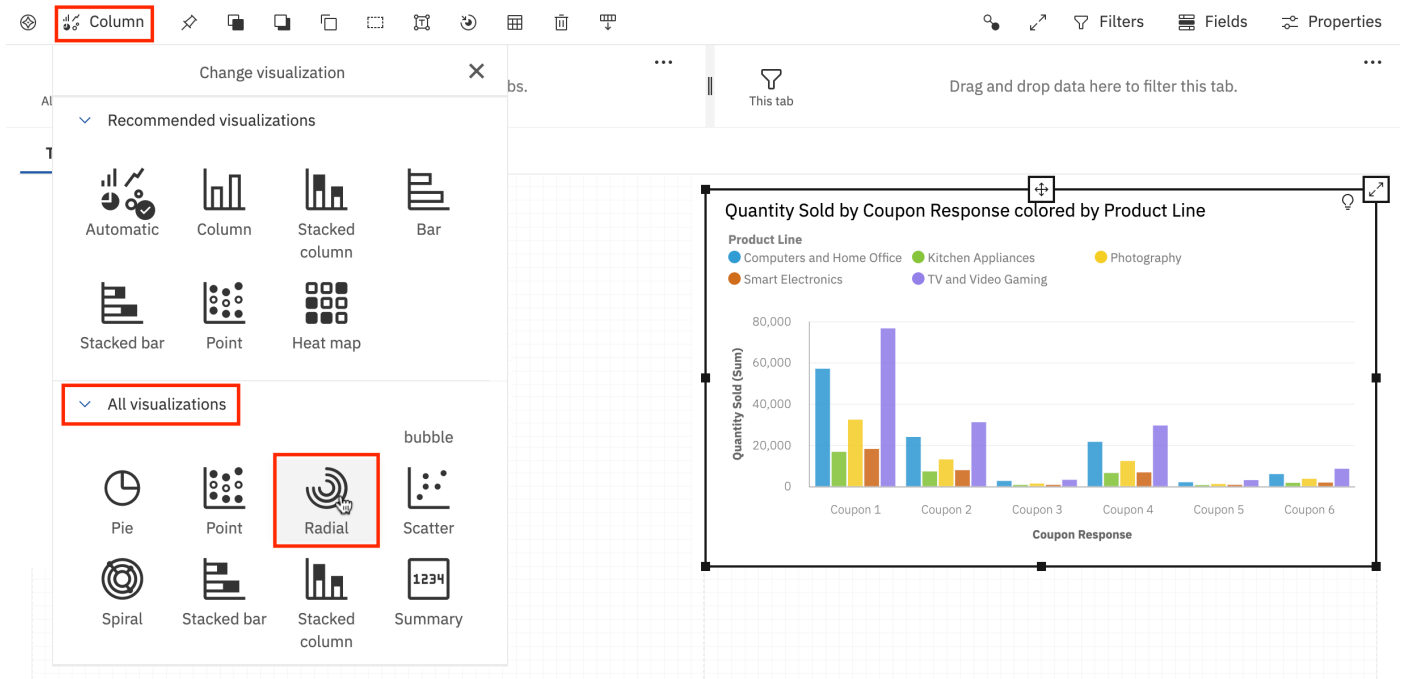 Column
Filters
Fields
Properties
Change visualization
bs.
This tab
Drag and drop data here to filter this tab.
Recommended visualizations
Automatic
Column
Stacked
column
Bar
Stacked bar
Point
Heat map
All visualizations
bubble
Pie
Point
Radial
Scatter
Spiral
Stacked bar
Stacked
column
1234
Summary
Quantity Sold by Coupon Response colored by Product Line
Product Line
Computers and Home Office
Kitchen Appliances
Photography
Smart Electronics
TV and Video Gaming
Quantity Sold (Sum)
80,000
60,000
40,000
20,000
0
Coupon 1
Coupon 2
Coupon 3
Coupon 4
Coupon 5
Coupon 6
Coupon Response